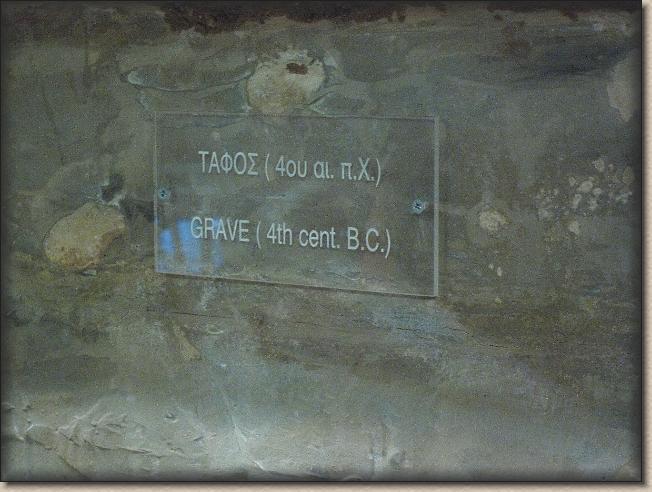 ΤΑΦΟΣ ( 4ου αι. π.Χ.)
GRAVE ( 4th cent. B.C.)